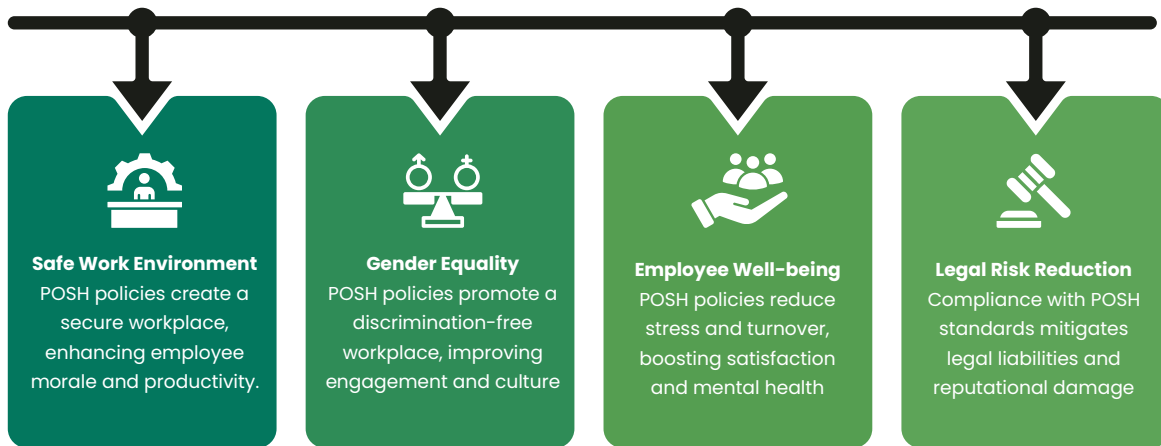 Safe Work Environment
POSH policies create a
secure workplace,
enhancing employee
morale and productivity.
Gender Equality
POSH policies promote a
discrimination-free
workplace, improving
engagement and culture
Employee Well-being
POSH policies reduce
stress and turnover,
boosting satisfaction
and mental health
Legal Risk Reduction
Compliance with POSH
standards mitigates
legal liabilities and
reputational damage